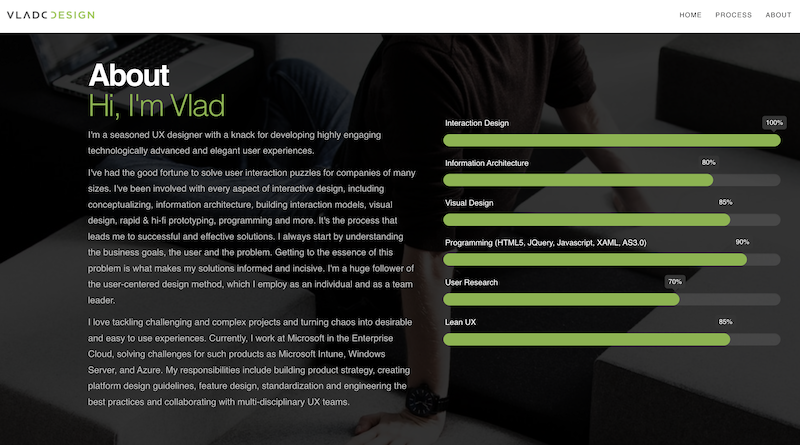 VLADODESIGN
HOME PROCESS ABOUT
About
Hi, I'm Vlad
I'm a seasoned UX designer with a knack for developing highly engaging
technologically advanced and elegant user experiences.
I've had the good fortune to solve user interaction puzzles for companies of many
sizes. I've been involved with every aspect of interactive design, including
conceptualizing, information architecture, building interaction models, visual
design, rapid & hi-fi prototyping, programming and more. It's the process that
leads me to successful and effective solutions. I always start by understanding
the business goals, the user and the problem. Getting to the essence of this
problem is what makes my solutions informed and incisive. I'm a huge follower of
the user-centered design method, which I employ as an individual and as a team
leader.
I love tackling challenging and complex projects and turning chaos into desirable
and easy to use experiences. Currently, I work at Microsoft in the Enterprise
Cloud, solving challenges for such products as Microsoft Intune, Windows
Server, and Azure. My responsibilities include building product strategy, creating
platform design guidelines, feature design, standardization and engineering the
best practices and collaborating with multi-disciplinary UX teams.
Interaction Design 100%
Information Architecture 80%
Visual Design 85%
Programming (HTML5, JQuery, Javascript, XAML, AS3.0) 90%
User Research 70%
Lean UX 85%